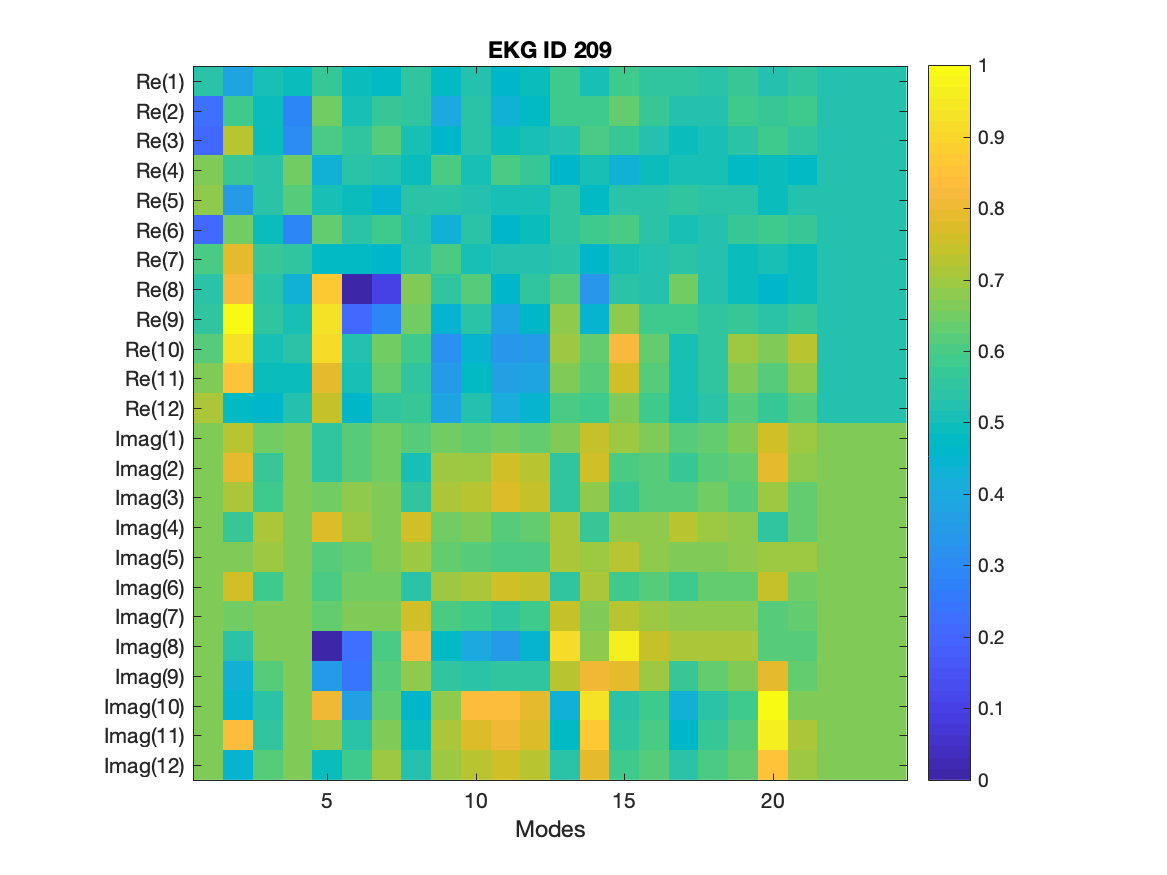 EKG ID 209
Re(1)
Re(2)
Re(3)
Re(4)
Re(5)
Re(6)
Re(7)
Re(8)
Re(9)
Re(10)
Re(11)
Re(12)
Imag(1)
Imag(2)
Imag(3)
Imag(4)
Imag(5)
Imag(6)
Imag(7)
Imag(8)
Imag(9)
Imag(10)
Imag(11)
Imag(12)
5 10 15 20
Modes
1
0.9
0.8
0.7
0.6
0.5
0.4
0.3
0.2
0.1
0